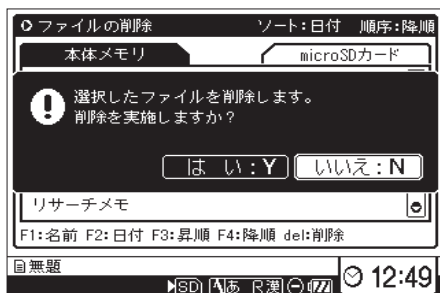 ファイルの削除 ソート:日付 順序:降順
本体メモリ microSDカード
選択したファイルを削除します。
削除を実施しますか?
はい:Y いいえ:N
リサーチメモ
F1:名前 F2:日付 F3:昇順 F4:降順 del:削除
無題 12:49
SD あ R漢